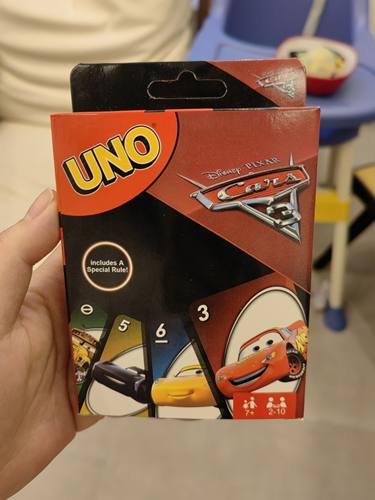 UNO
Disney · PIXAR
Cars
3
includes A
Special Rule!
5
6
3
7+
2-10